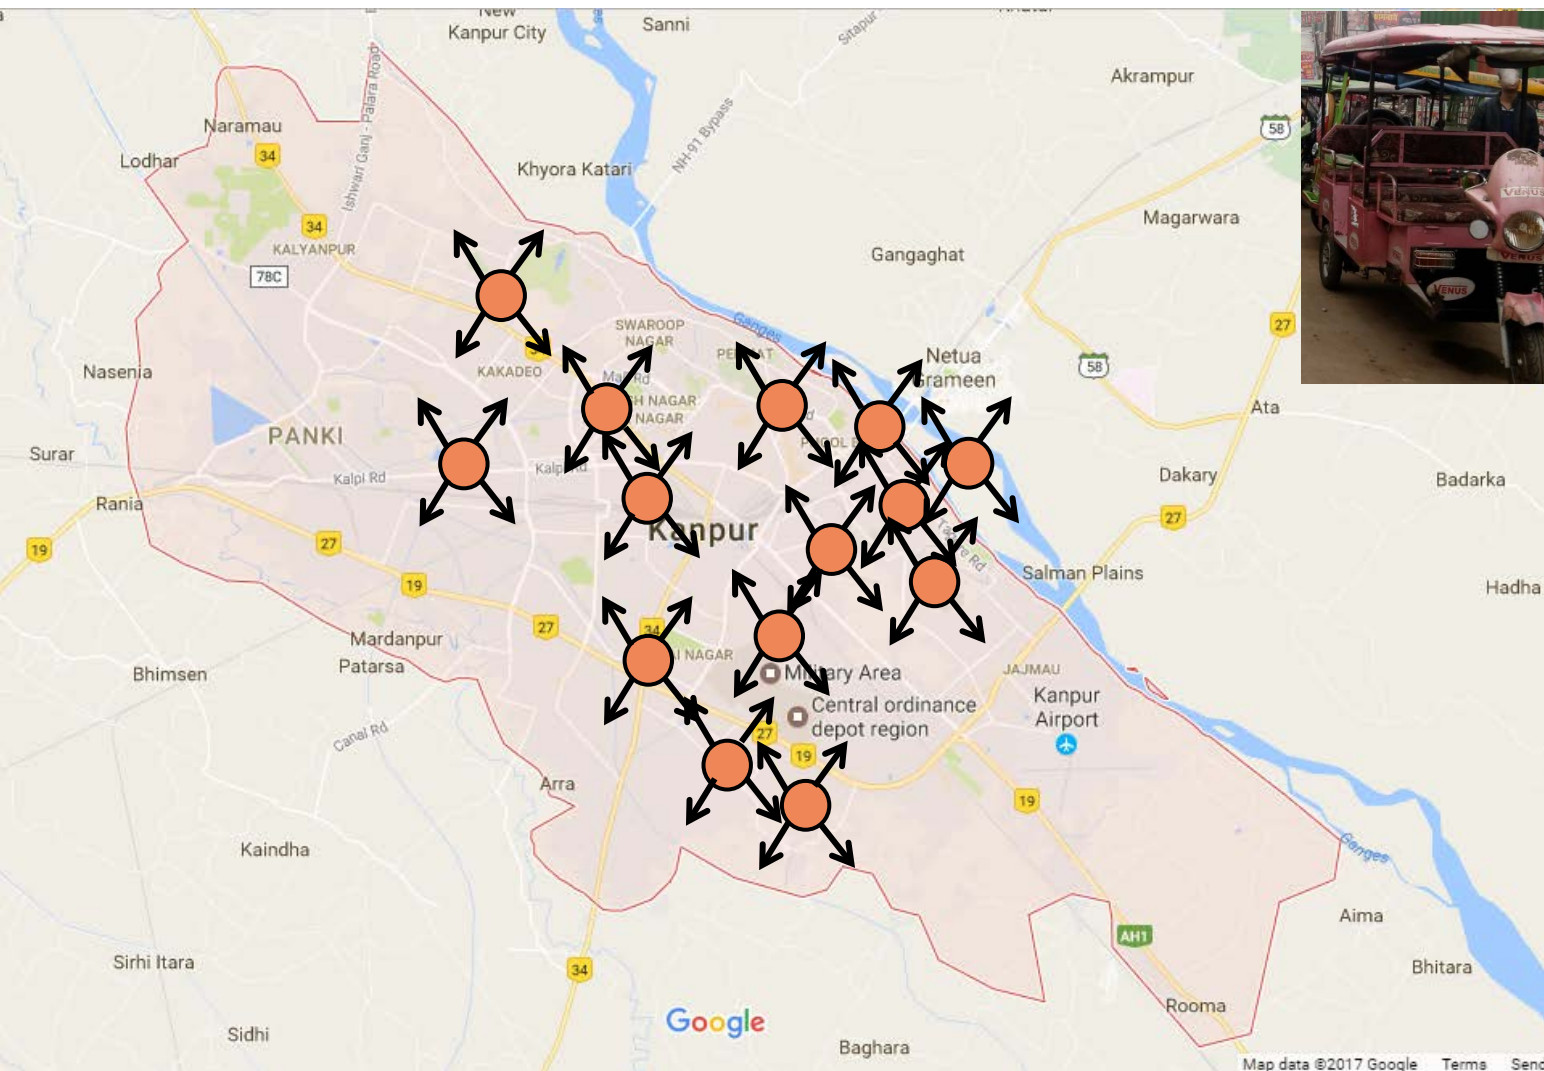 New
Kanpur City
Sanni
Sitapur
Akrampur
58
Naramau
34
Lodhar
Ishwari Ganj - Palara Road
NH-91 Bypass
Khyora Katari
Magarwara
34
KALYANPUR
78C
Gangaghat
VENUS
VENUS
VENUS
Ganges
SWAROOP
NAGAR
27
Netua
Grameen
58
Nasenia
KAKADEO
NAGAR
NAGAR
Ata
PANKI
Surar
Kalpi Rd
Dakary
Badarka
Rania
27
Kanpur
19
27
Salman Plains
19
Hadha
27
34
Mardanpur
Patarsa
NAGAR
Bhimsen
Military Area
JAJMAU
Kanpur
Airport
Central ordinance
depot region
Canal Rd
27
19
Arra
19
Kaindha
Ganges
Aima
AH1
Sirhi Itara
34
Bhitara
Rooma
Google
Sidhi
Baghara
Map data ©2017 Google Terms